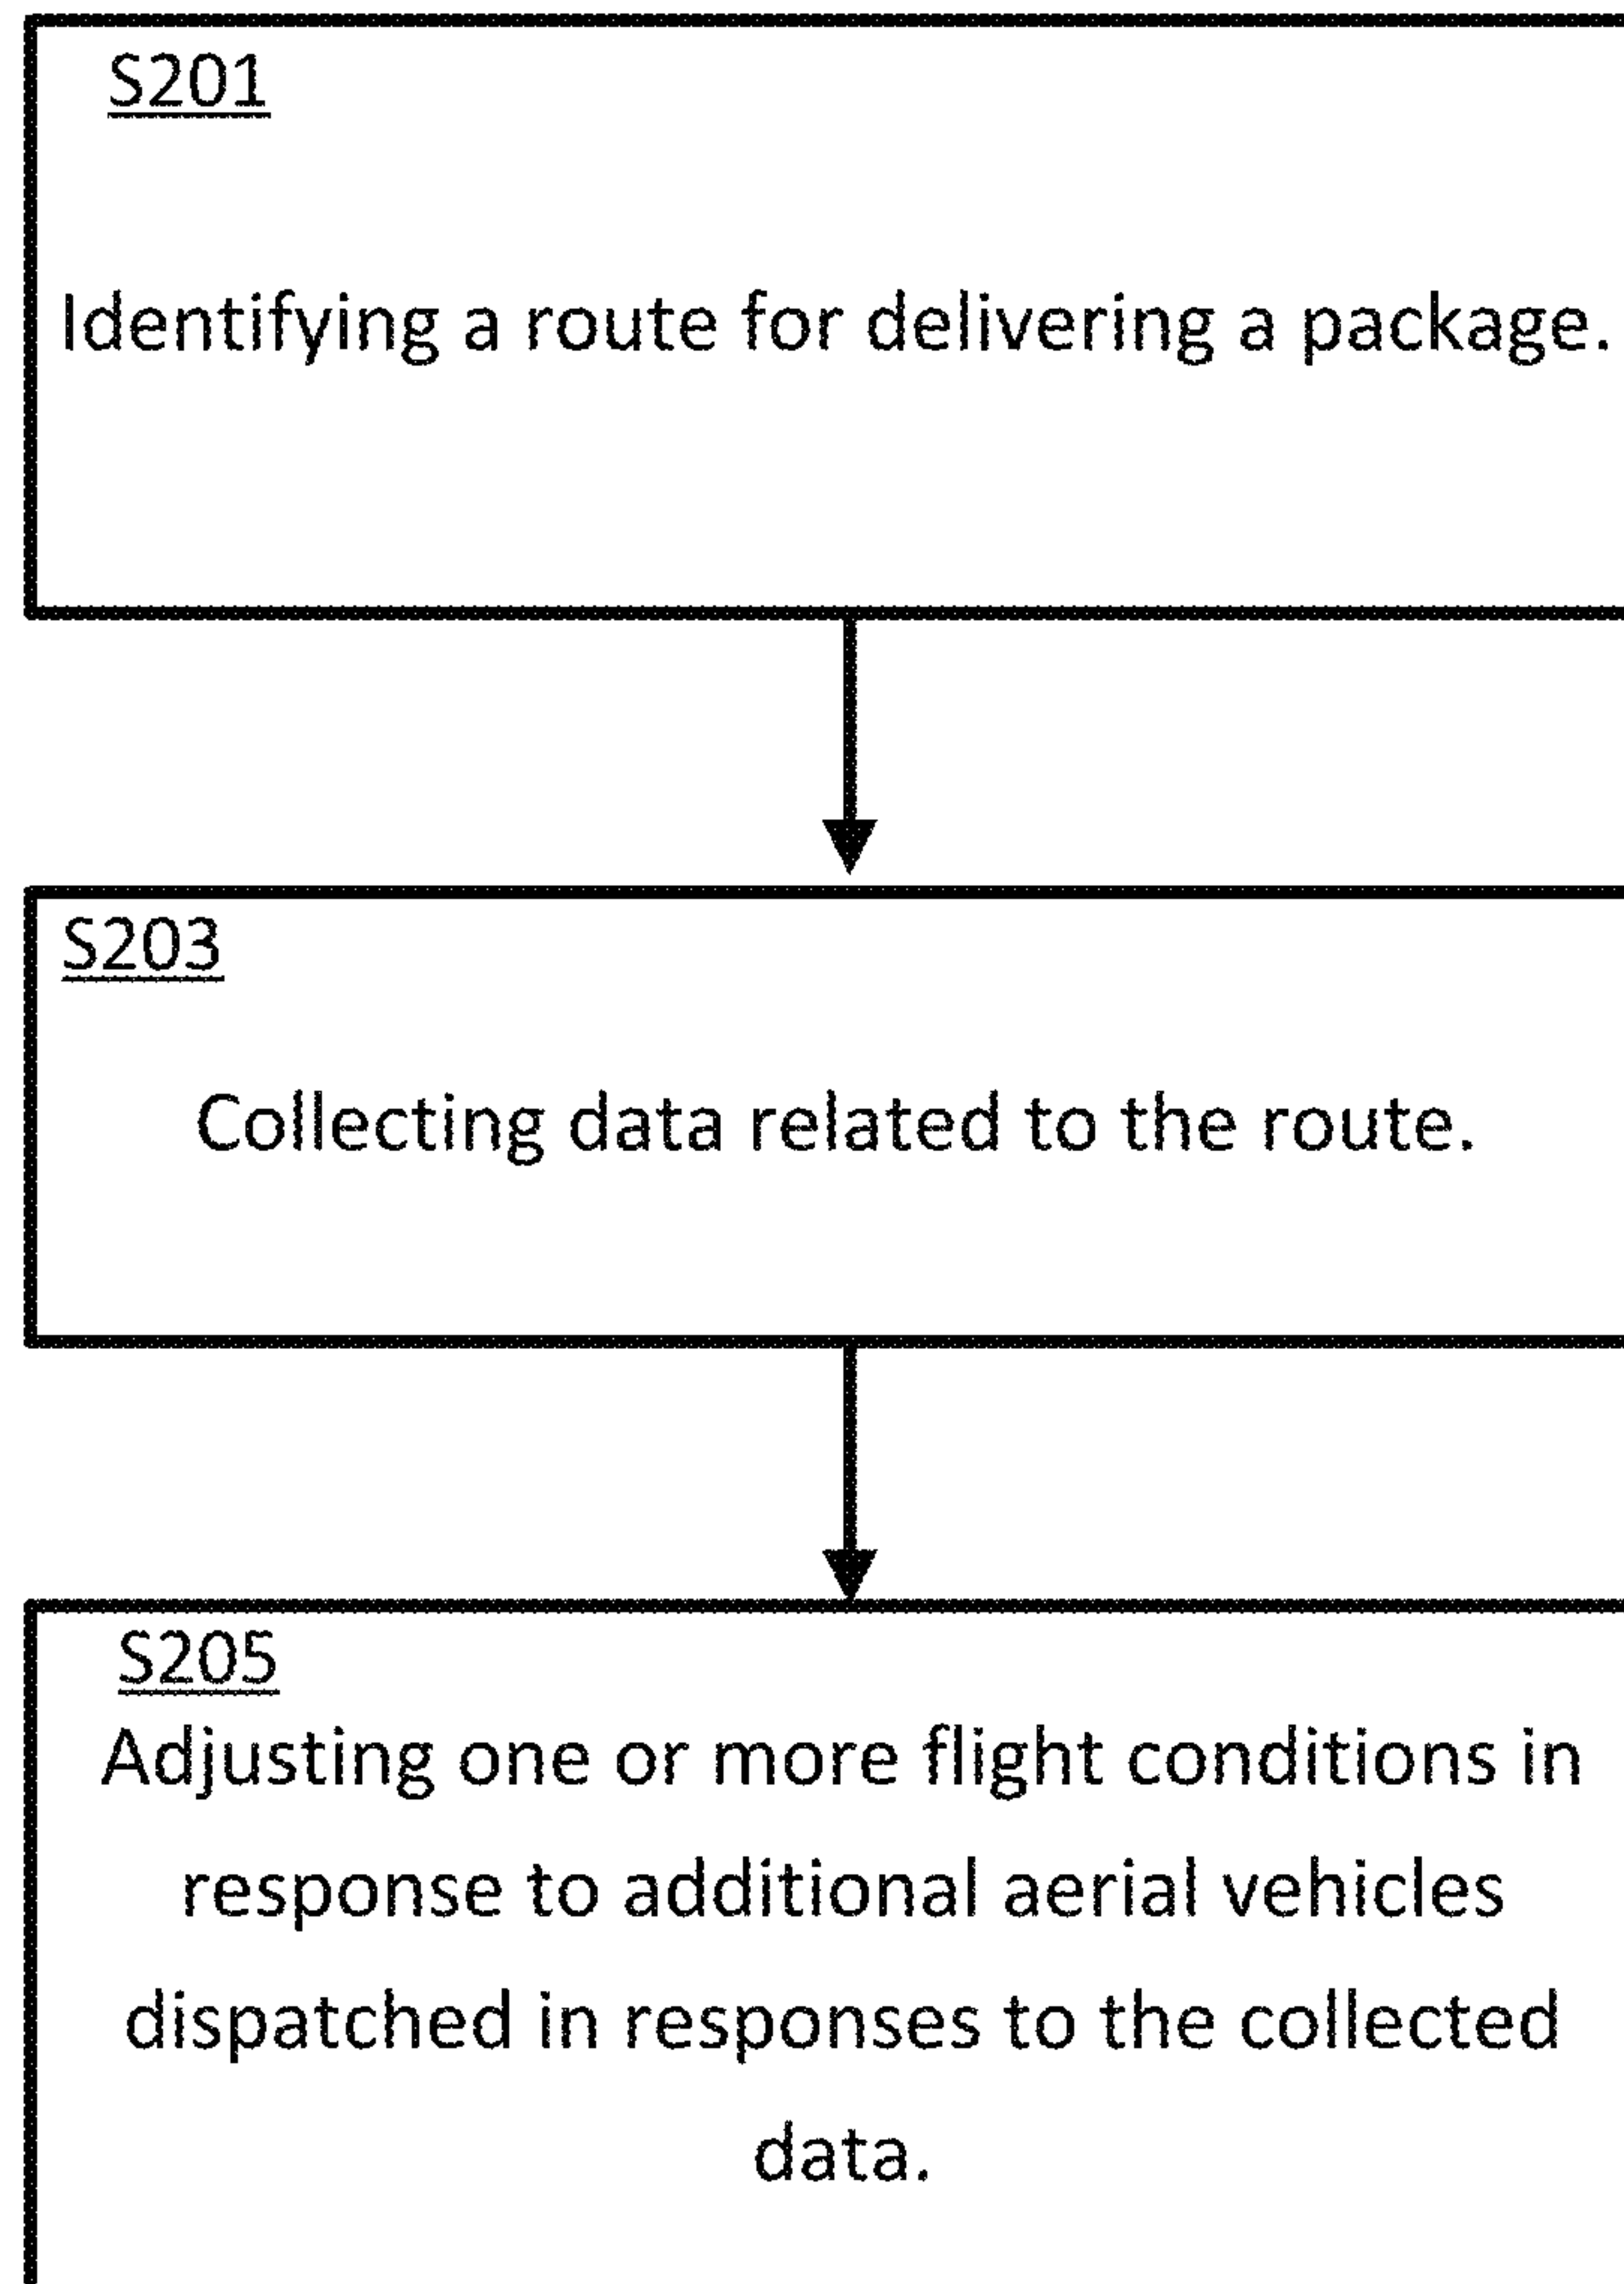 S201
Identifying a route for delivering a package.
S203
Collecting data related to the route.
S205
Adjusting one or more flight conditions in
response to additional aerial vehicles
dispatched in responses to the collected
data.